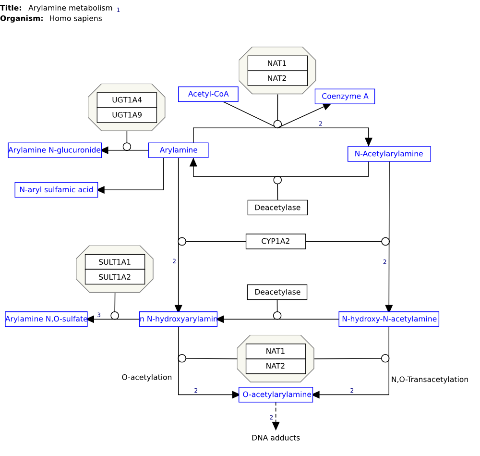 Title: Arylamine metabolism 1
Organism: Homo sapiens
NAT1
NAT2
Acetyl-CoA
Coenzyme A
UGT1A4
UGT1A9
2
Arylamine N-glucuronide
Arylamine
N-Acetylarylamine
N-aryl sulfamic acid
Deacetylase
CYP1A2
SULT1A1
SULT1A2
2
2
Deacetylase
Arylamine N,O-sulfate
3
n N-hydroxyarylamin
N-hydroxy-N-acetylamine
NAT1
NAT2
O-acetylation
N,O-Transacetylation
2
O-acetylarylamine
2
2
DNA adducts